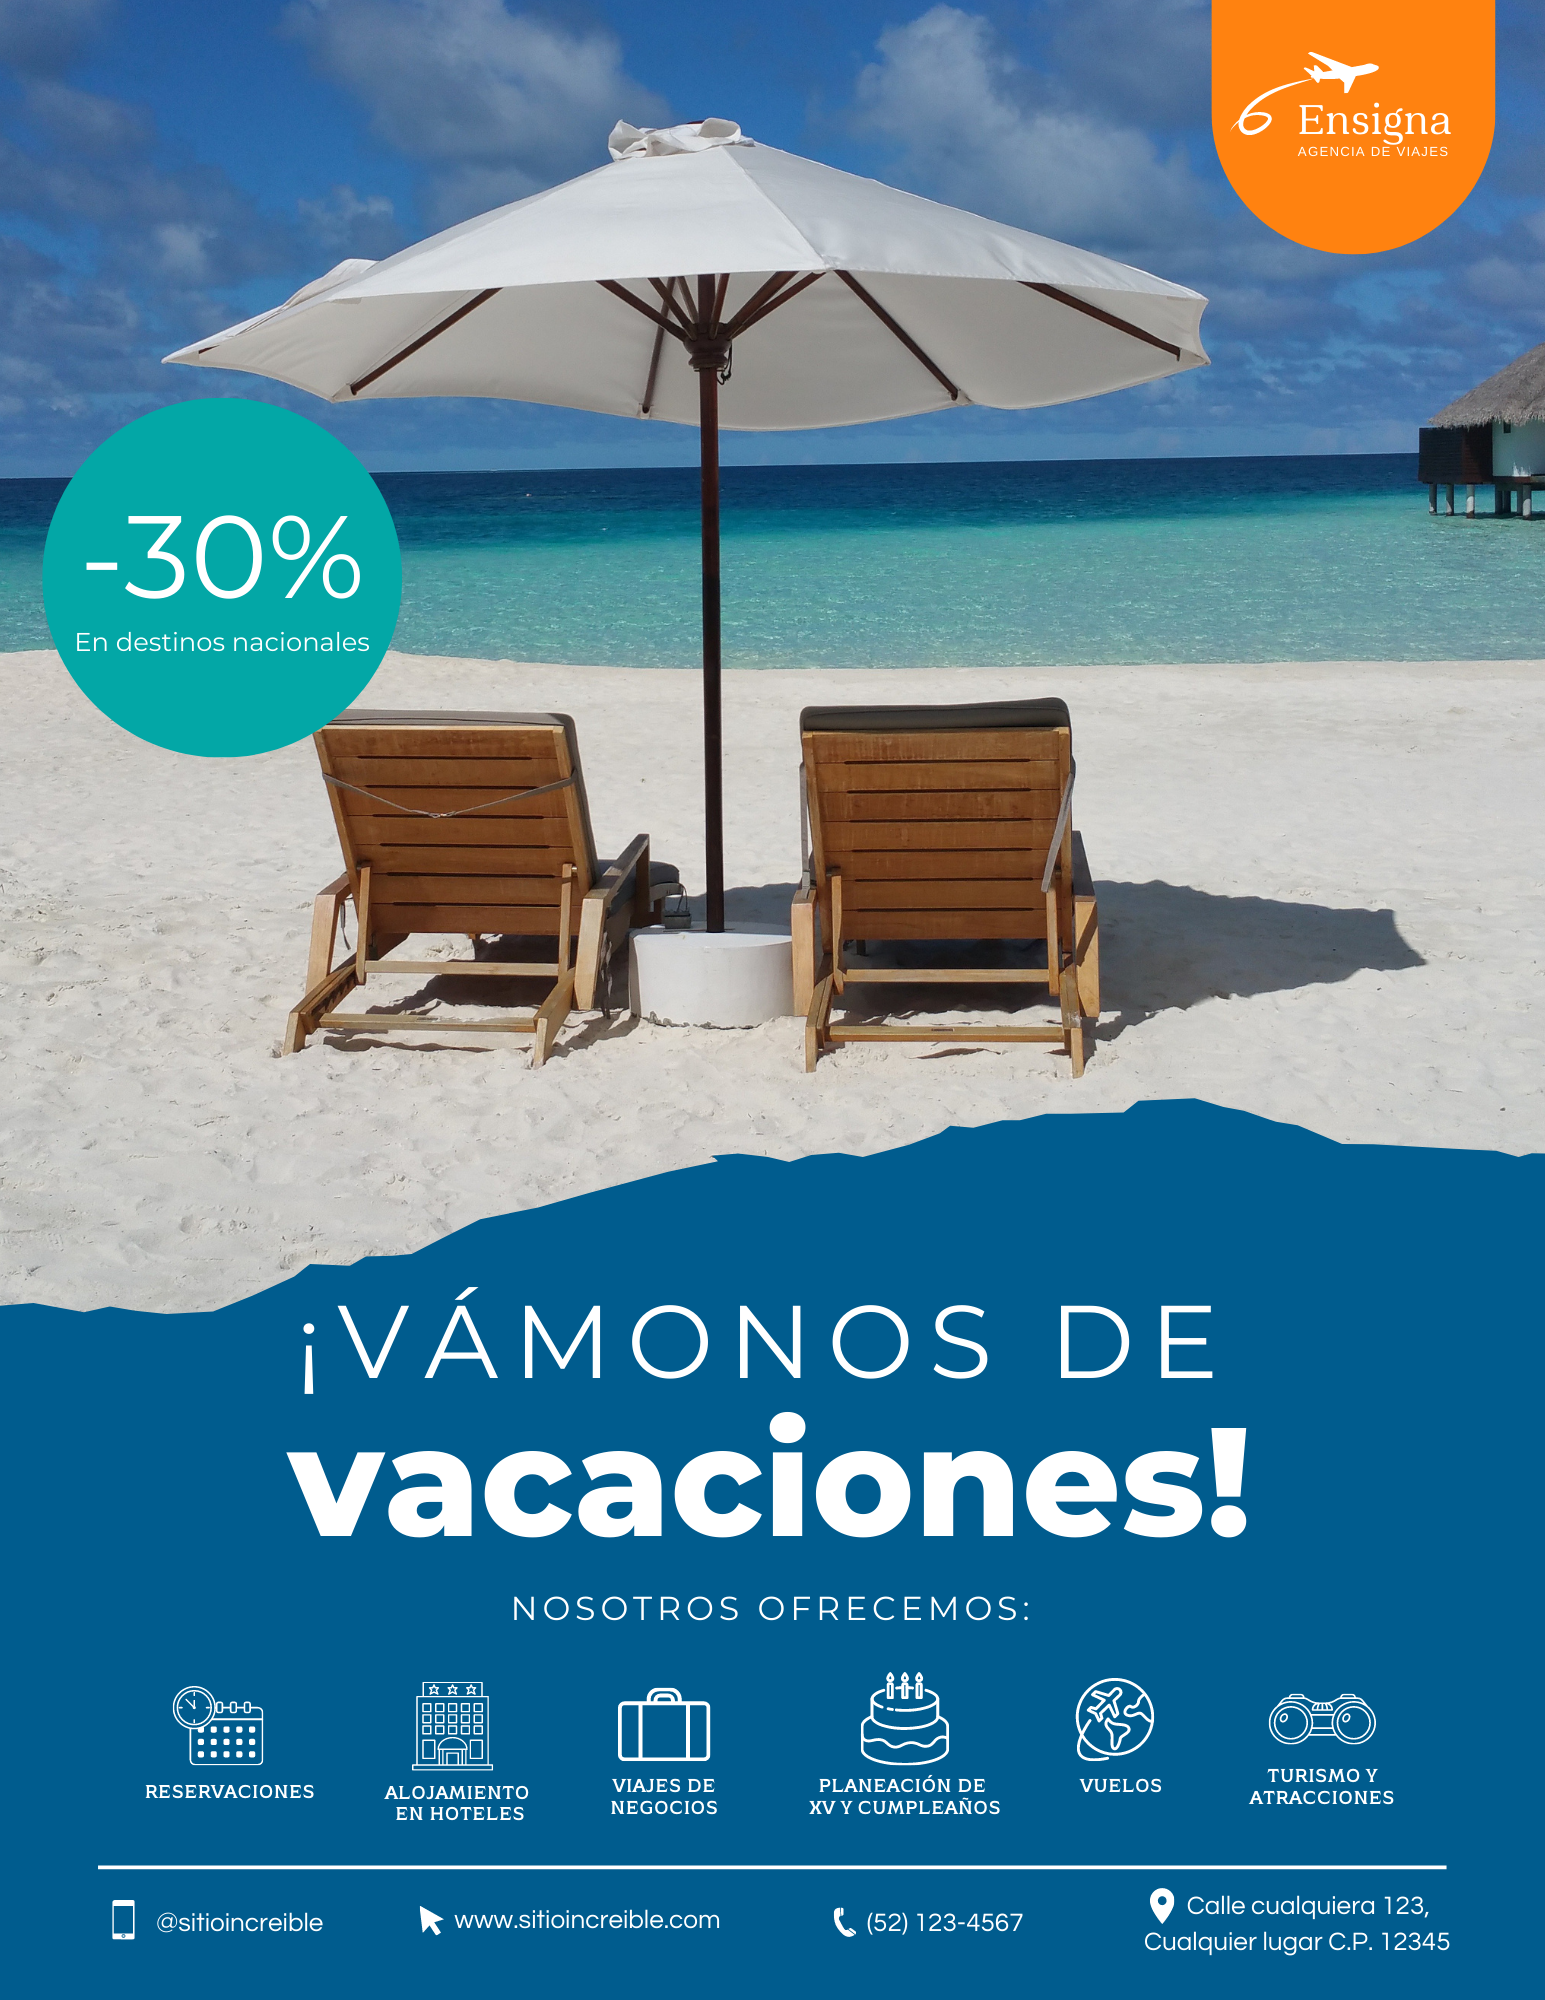 Ensigna
AGENCIA DE VIAJES
-30%
En destinos nacionales
¡VÁMONOS DE
vacaciones!
NOSOTROS OFRECEMOS:
RESERVACIONES
ALOJAMIENTO
EN HOTELES
VIAJES DE
NEGOCIOS
PLANEACIÓN DE
XV Y CUMPLEAÑOS
VUELOS
TURISMO Y
ATRACCIONES
@sitioincreible
www.sitioincreible.com
(52) 123-4567
Calle cualquiera 123,
Cualquier lugar C.P. 12345